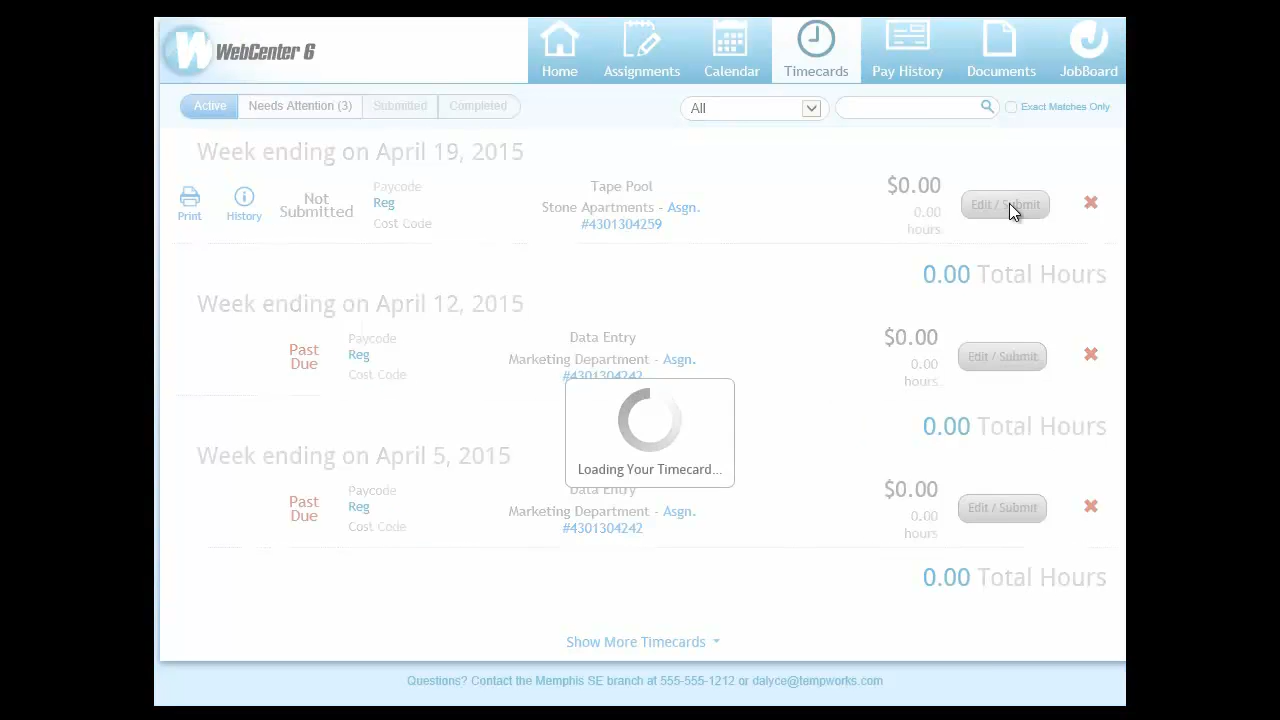 WebCenter 6
Home
Assignments
Calendar
Timecards
Pay History
Documents
JobBoard
Active
Needs Attention (3)
Submitted
Completed
All
Exact Matches Only
Week ending on April 19, 2015
Print
History
Not
Submitted
Paycode
Reg
Cost Code
Tape Pool
Stone Apartments - Asgn.
#4301304259
$0.00
0.00
hours
Edit / Submit
0.00 Total Hours
Week ending on April 12, 2015
Past
Due
Paycode
Reg
Cost Code
Data Entry
Marketing Department - Asgn.
#4301304242
$0.00
0.00
hours
Edit / Submit
0.00 Total Hours
Loading Your Timecard...
Week ending on April 5, 2015
Past
Due
Paycode
Reg
Cost Code
Data Entry
Marketing Department - Asgn.
#4301304242
$0.00
0.00
hours
Edit / Submit
0.00 Total Hours
Show More Timecards
Questions? Contact the Memphis SE branch at 555-555-1212 or dalyce@tempworks.com